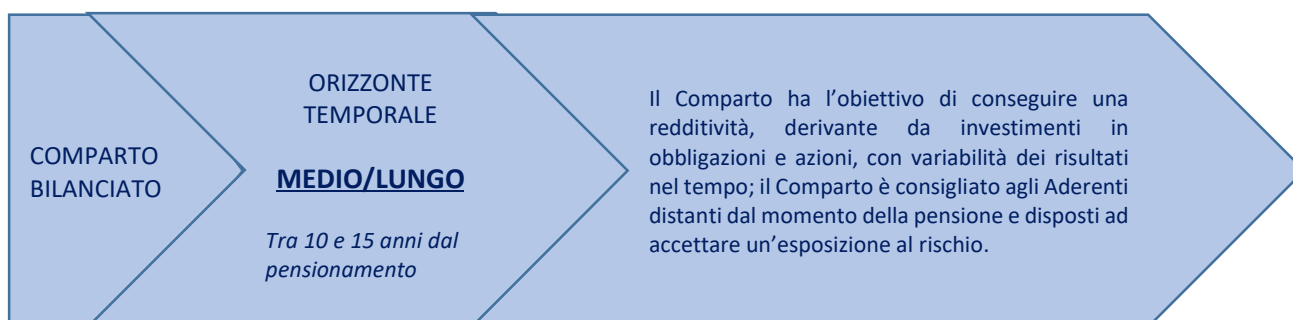 COMPARTO
BILANCIATO
ORIZZONTE
TEMPORALE
MEDIO/LUNGO
Tra 10 e 15 anni dal
pensionamento
Il Comparto ha l’obiettivo di conseguire una
redditività, derivante da investimenti in
obbligazioni e azioni, con variabilità dei risultati
nel tempo; il Comparto è consigliato agli Aderenti
distanti dal momento della pensione e disposti ad
accettare un’esposizione al rischio.